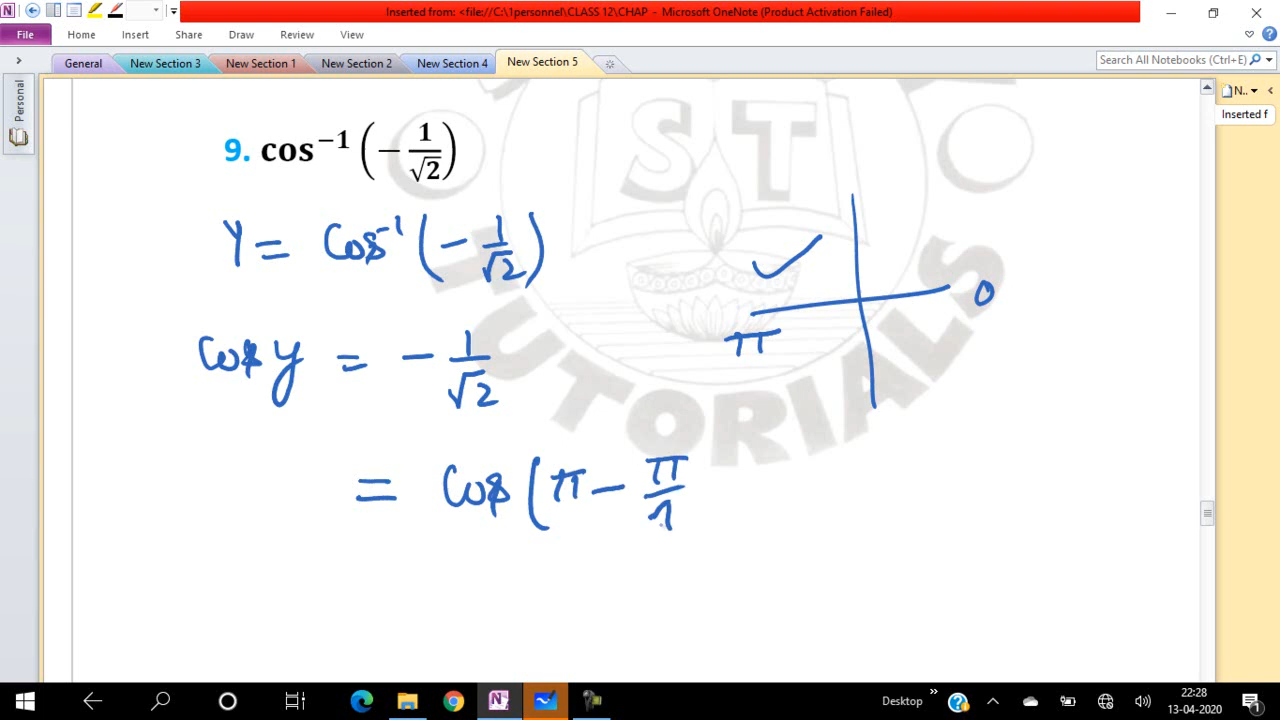 Inserted from: <file://C:\1personnel\CLASS 12\CHAP - Microsoft OneNote (Product Activation Failed)
File Home Insert Share Draw Review View
General New Section 3 New Section 1 New Section 2 New Section 4 New Section 5
Search All Notebooks (Ctrl+E)
Personal
N..
Inserted f
ST
TUTORIALS
9. cos⁻¹(−1/√2)
Y = Cos⁻¹(−1/√2)
0
π
Cos y = −1/√2
= Cos(π − π/
Desktop
22:28
13-04-2020
1